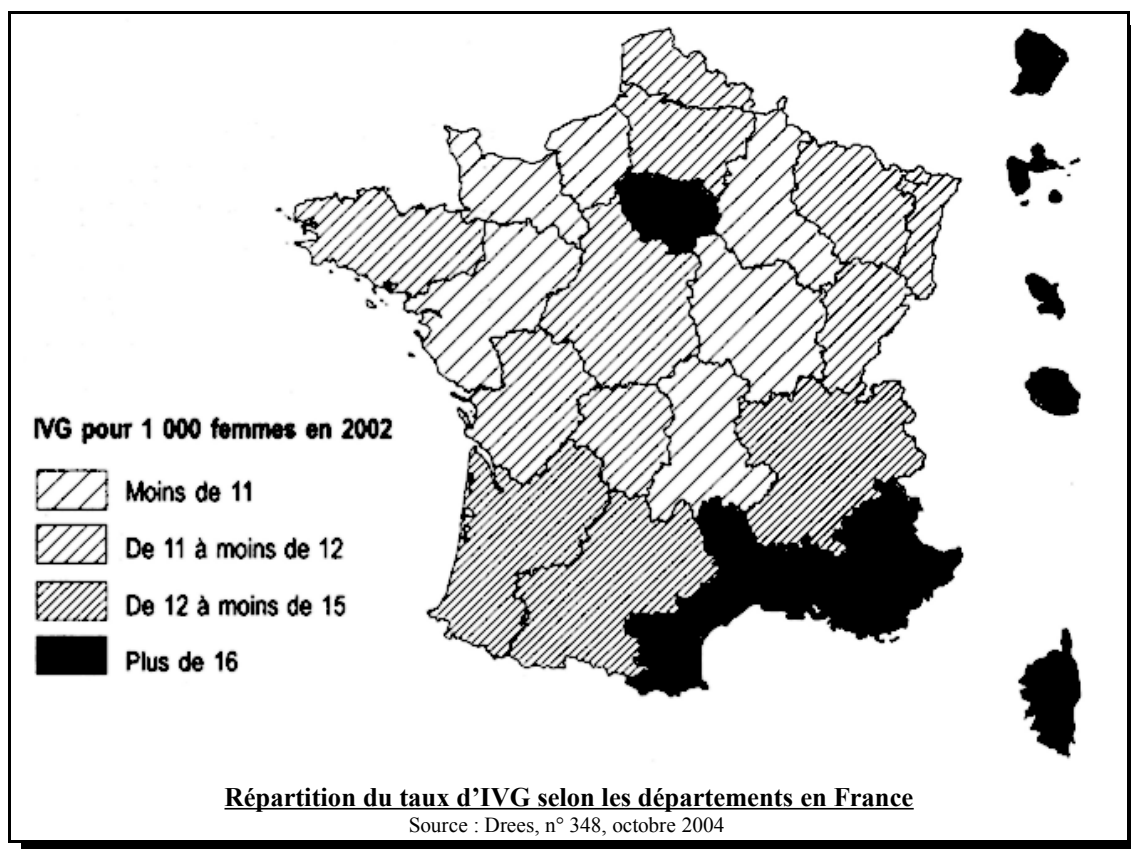 IVG pour 1 000 femmes en 2002
Moins de 11
De 11 à moins de 12
De 12 à moins de 15
Plus de 16
Répartition du taux d’IVG selon les départements en France
Source : Drees, n° 348, octobre 2004